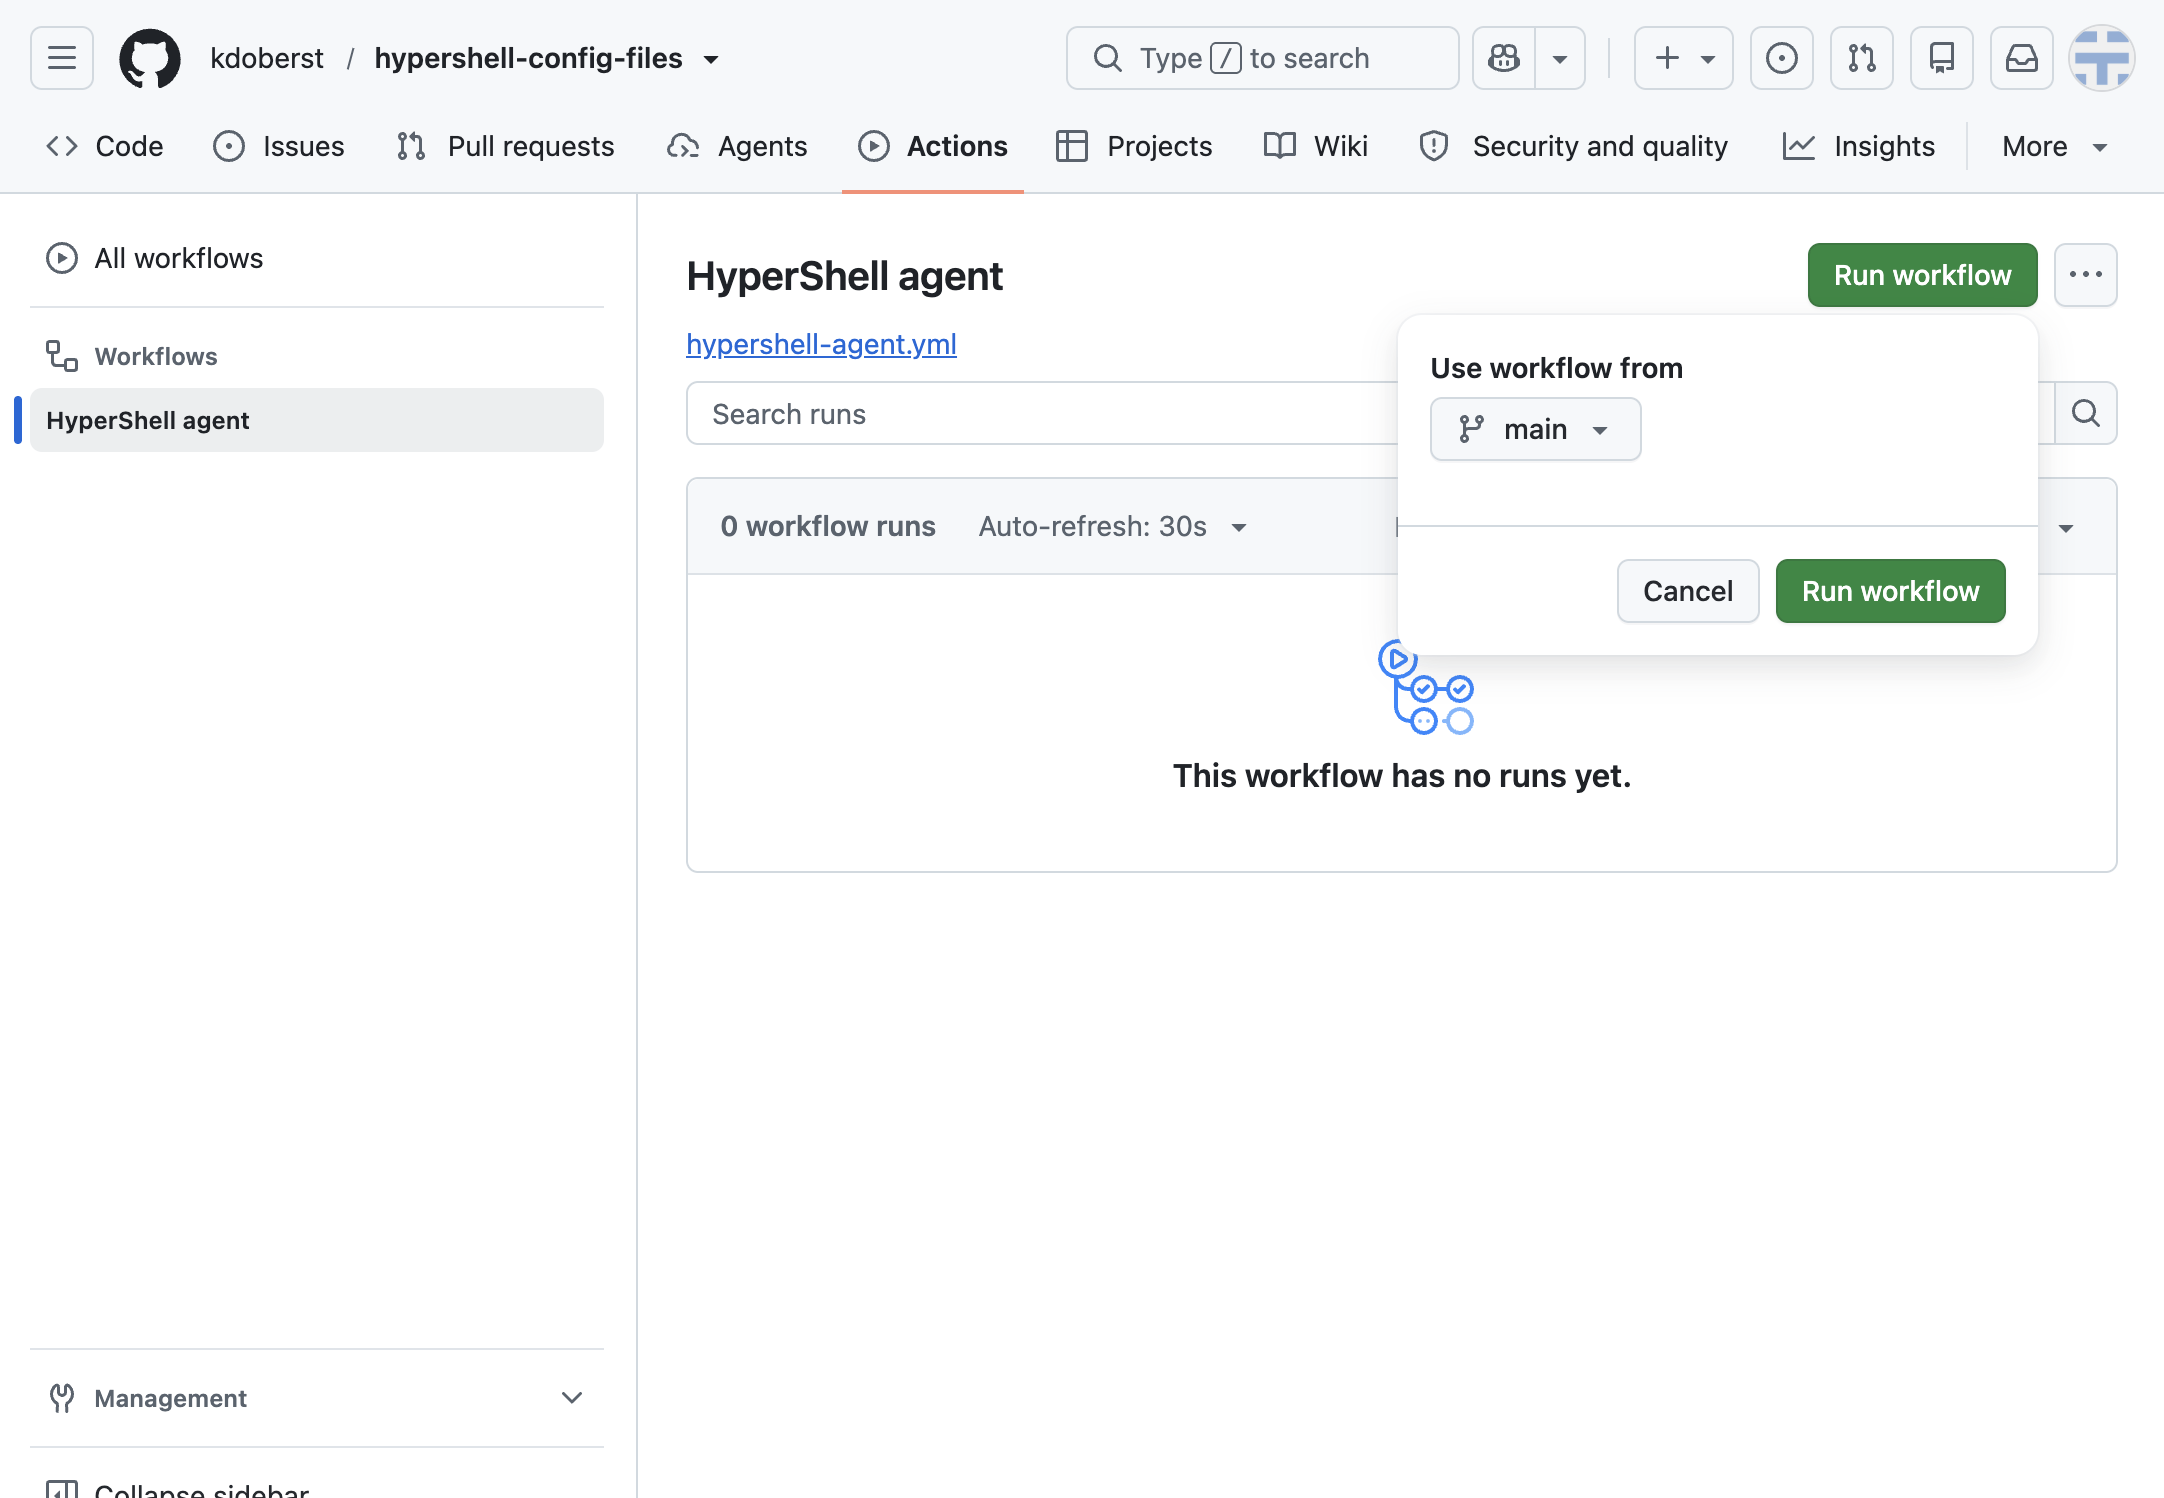 kdoberst / hypershell-config-files
Type / to search
Code
Issues
Pull requests
Agents
Actions
Projects
Wiki
Security and quality
Insights
More
All workflows
Workflows
HyperShell agent
HyperShell agent
Run workflow
hypershell-agent.yml
Search runs
Use workflow from
main
Cancel
Run workflow
0 workflow runs
Auto-refresh: 30s
This workflow has no runs yet.
Management
Collapse sidebar